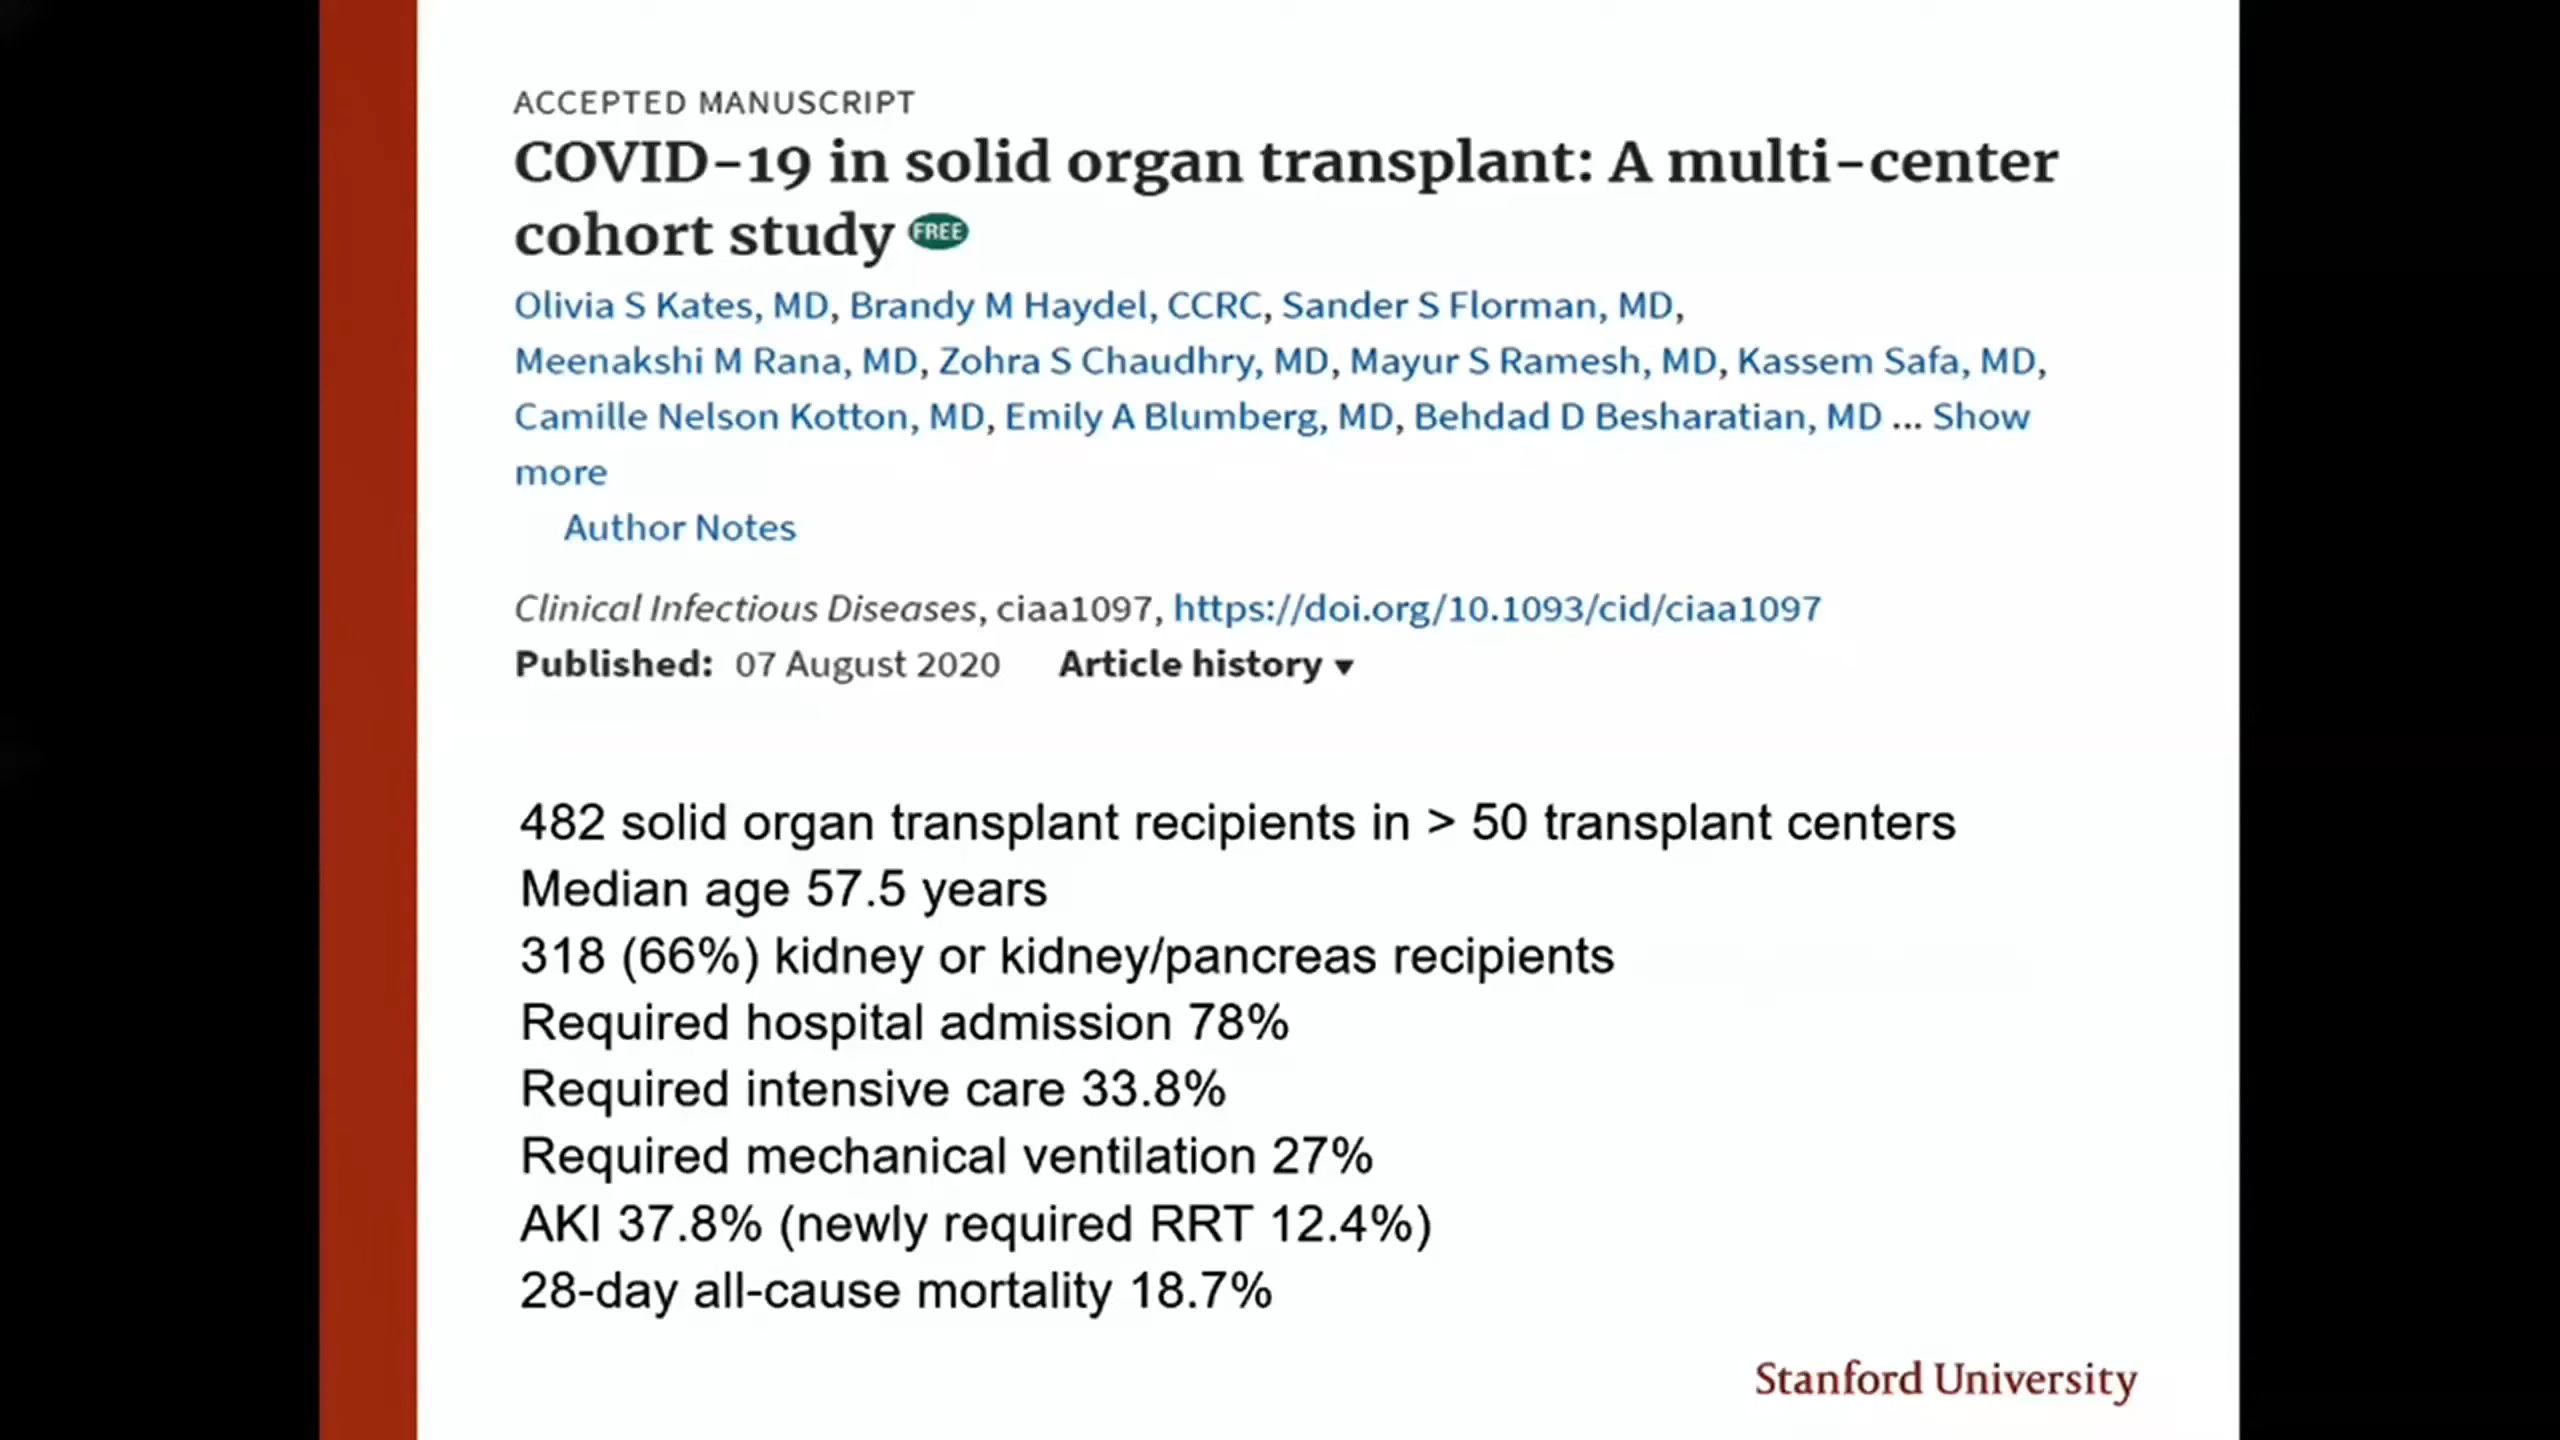 ACCEPTED MANUSCRIPT
COVID-19 in solid organ transplant: A multi-center
cohort study FREE
Olivia S Kates, MD, Brandy M Haydel, CCRC, Sander S Florman, MD,
Meenakshi M Rana, MD, Zohra S Chaudhry, MD, Mayur S Ramesh, MD, Kassem Safa, MD,
Camille Nelson Kotton, MD, Emily A Blumberg, MD, Behdad D Besharatian, MD ... Show
more
Author Notes
Clinical Infectious Diseases, ciaa1097, https://doi.org/10.1093/cid/ciaa1097
Published: 07 August 2020 Article history ▼
482 solid organ transplant recipients in > 50 transplant centers
Median age 57.5 years
318 (66%) kidney or kidney/pancreas recipients
Required hospital admission 78%
Required intensive care 33.8%
Required mechanical ventilation 27%
AKI 37.8% (newly required RRT 12.4%)
28-day all-cause mortality 18.7%
Stanford University